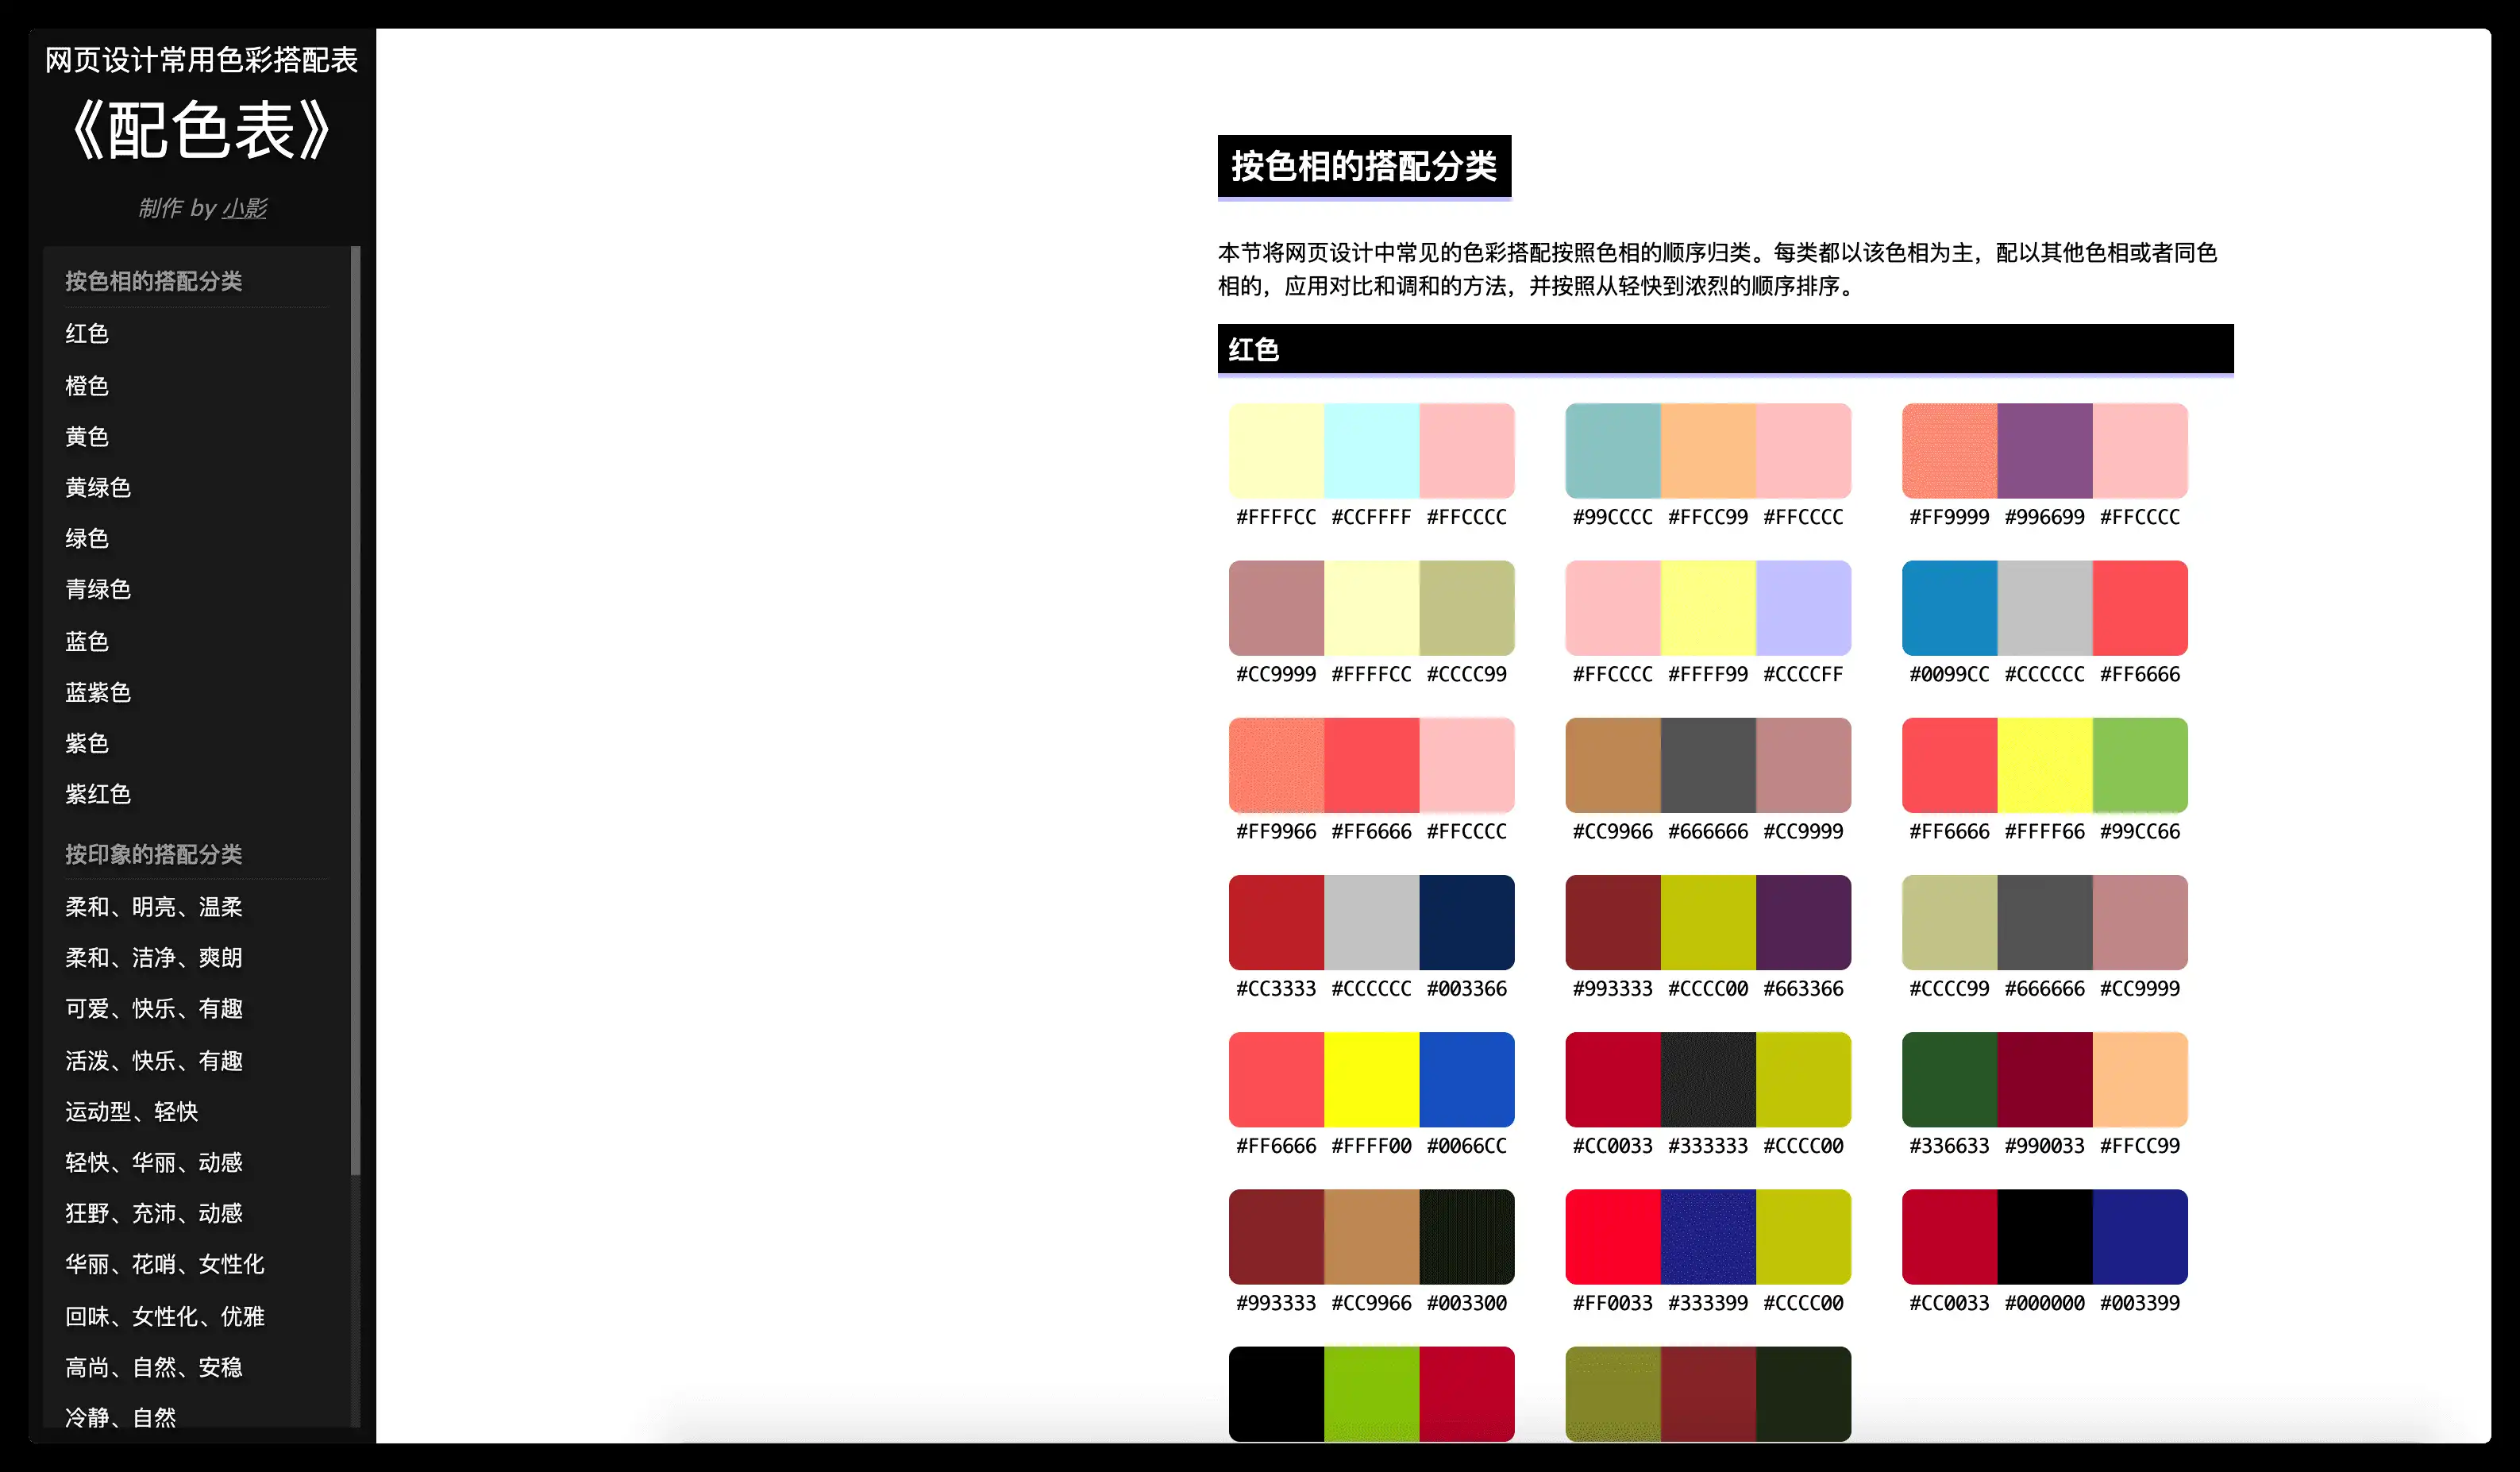 网页设计常用色彩搭配表
《配色表》
制作 by 小影
按色相的搭配分类
红色
橙色
黄色
黄绿色
绿色
青绿色
蓝色
蓝紫色
紫色
紫红色
按印象的搭配分类
柔和、明亮、温柔
柔和、洁净、爽朗
可爱、快乐、有趣
活泼、快乐、有趣
运动型、轻快
轻快、华丽、动感
狂野、充沛、动感
华丽、花哨、女性化
回味、女性化、优雅
高尚、自然、安稳
冷静、自然
按色相的搭配分类
本节将网页设计中常见的色彩搭配按照色相的顺序归类。每类都以该色相为主，配以其他色相或者同色
相的，应用对比和调和的方法，并按照从轻快到浓烈的顺序排序。
红色
#FFFFCC #CCFFFF #FFCCCC #99CCCC #FFCC99 #FFCCCC #FF9999 #996699 #FFCCCC
#CC9999 #FFFFCC #CCCC99 #FFCCCC #FFFF99 #CCCCFF #0099CC #CCCCCC #FF6666
#FF9966 #FF6666 #FFCCCC #CC9966 #666666 #CC9999 #FF6666 #FFFF66 #99CC66
#CC3333 #CCCCCC #003366 #993333 #CCCC00 #663366 #CCCC99 #666666 #CC9999
#FF6666 #FFFF00 #0066CC #CC0033 #333333 #CCCC00 #336633 #990033 #FFCC99
#993333 #CC9966 #003300 #FF0033 #333399 #CCCC00 #CC0033 #000000 #003399